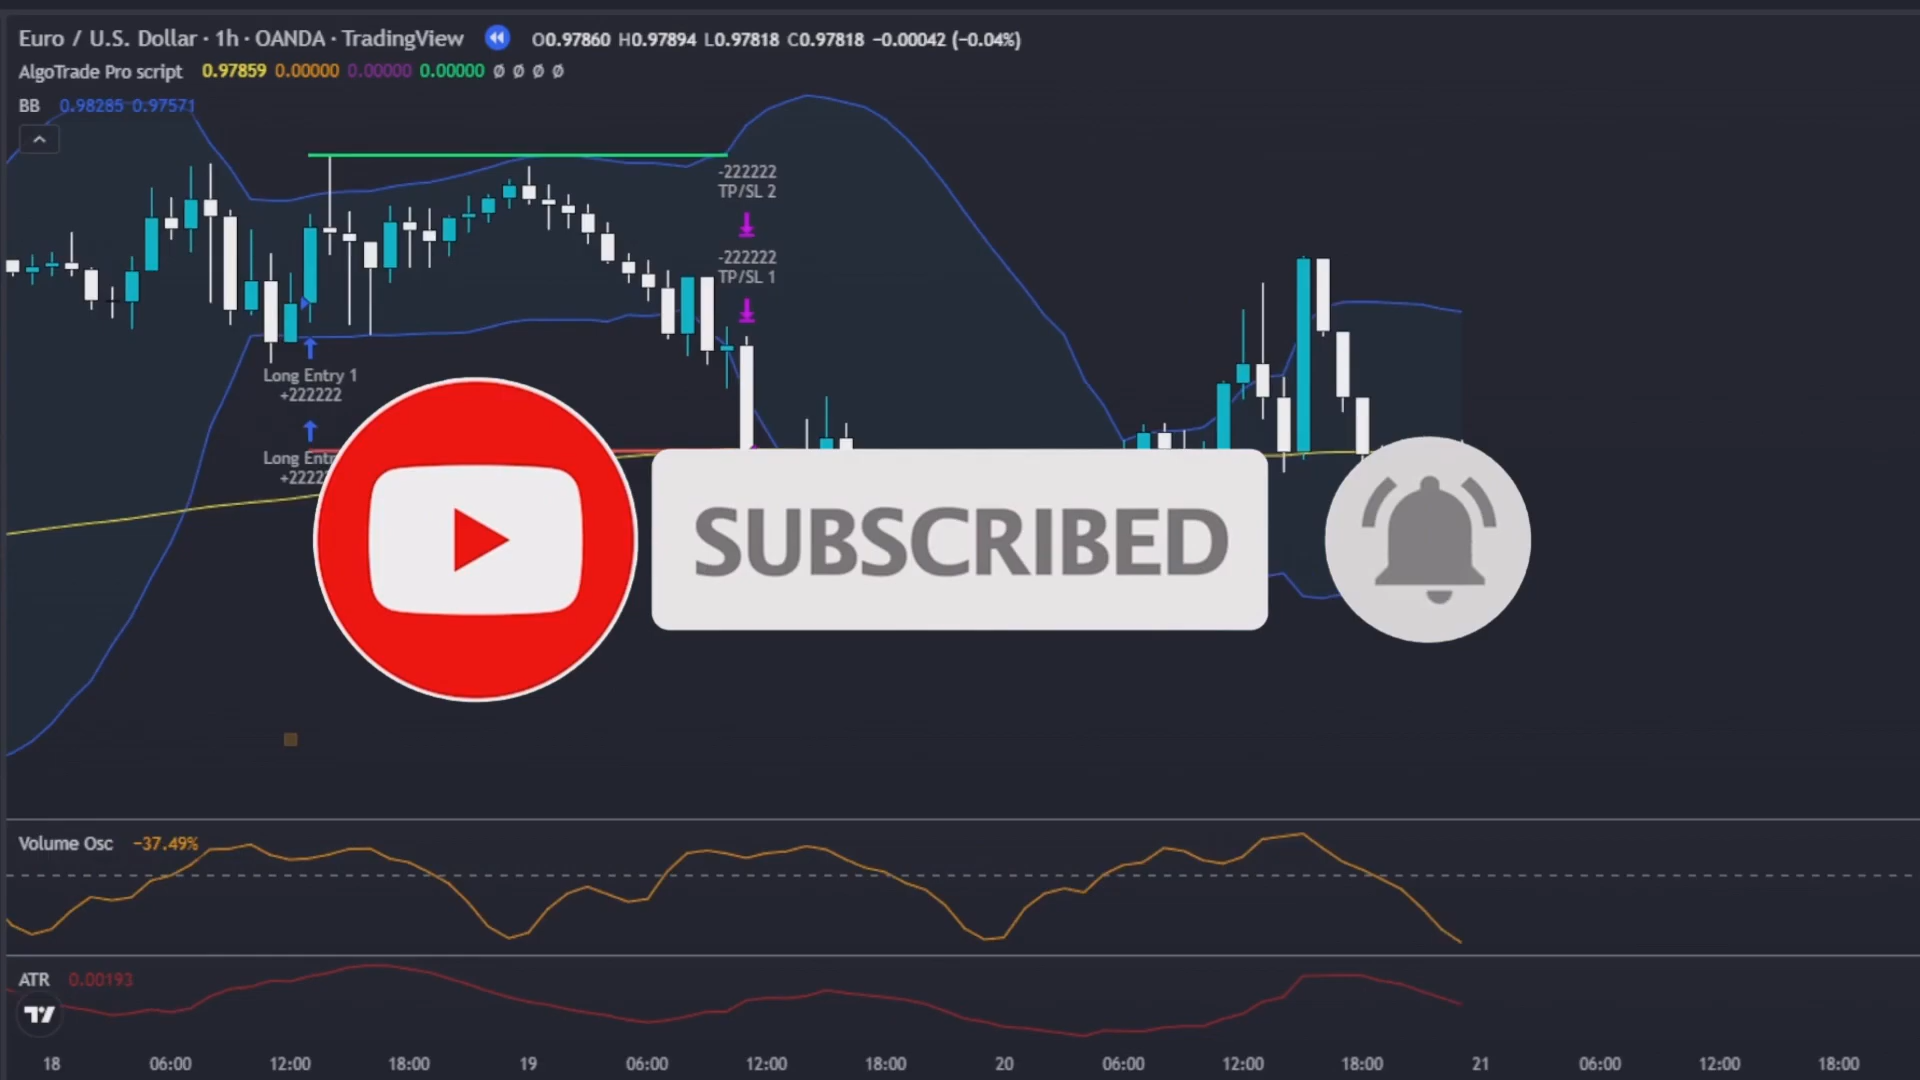 Euro / U.S. Dollar · 1h · OANDA · TradingView O0.97860 H0.97894 L0.97818 C0.97818 −0.00042 (−0.04%)
AlgoTrade Pro script 0.97859 0.00000 0.00000 0.00000 Ø Ø Ø Ø
BB 0.98285 0.97571
-222222
TP/SL 2
-222222
TP/SL 1
Long Entry 1
+222222
Long Entr
+2222
SUBSCRIBED
Volume Osc −37.49%
ATR 0.00193
18 06:00 12:00 18:00 19 06:00 12:00 18:00 20 06:00 12:00 18:00 21 06:00 12:00 18:00